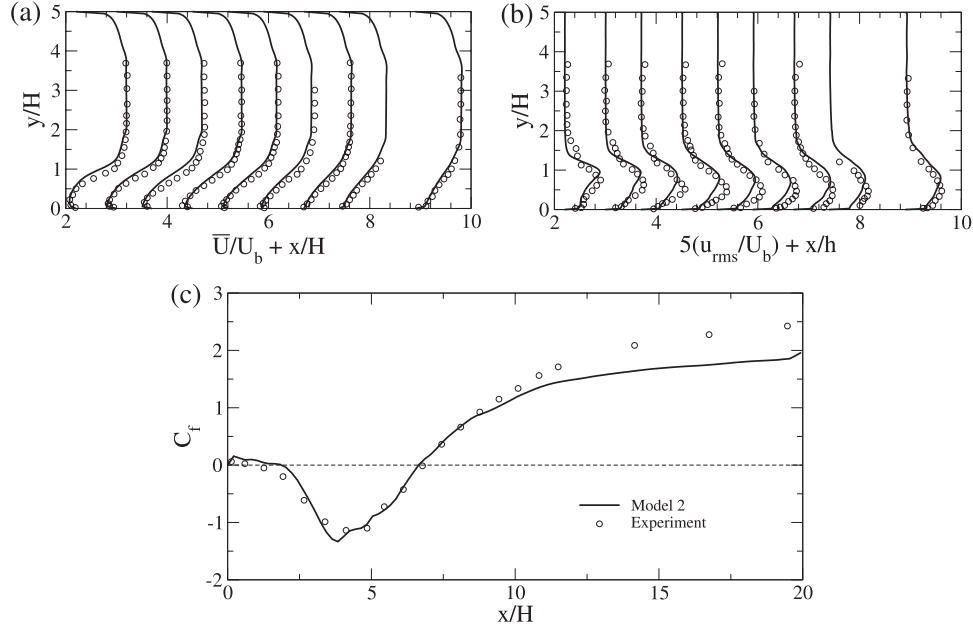 (a)
5
4
3
2
1
0
y/H
2 4 6 8 10
U̅/U_b + x/H
(b)
5
4
3
2
1
0
y/H
2 4 6 8 10
5(u_rms/U_b) + x/h
(c)
3
2
1
0
-1
-2
C_f
0 5 10 15 20
x/H
Model 2
Experiment